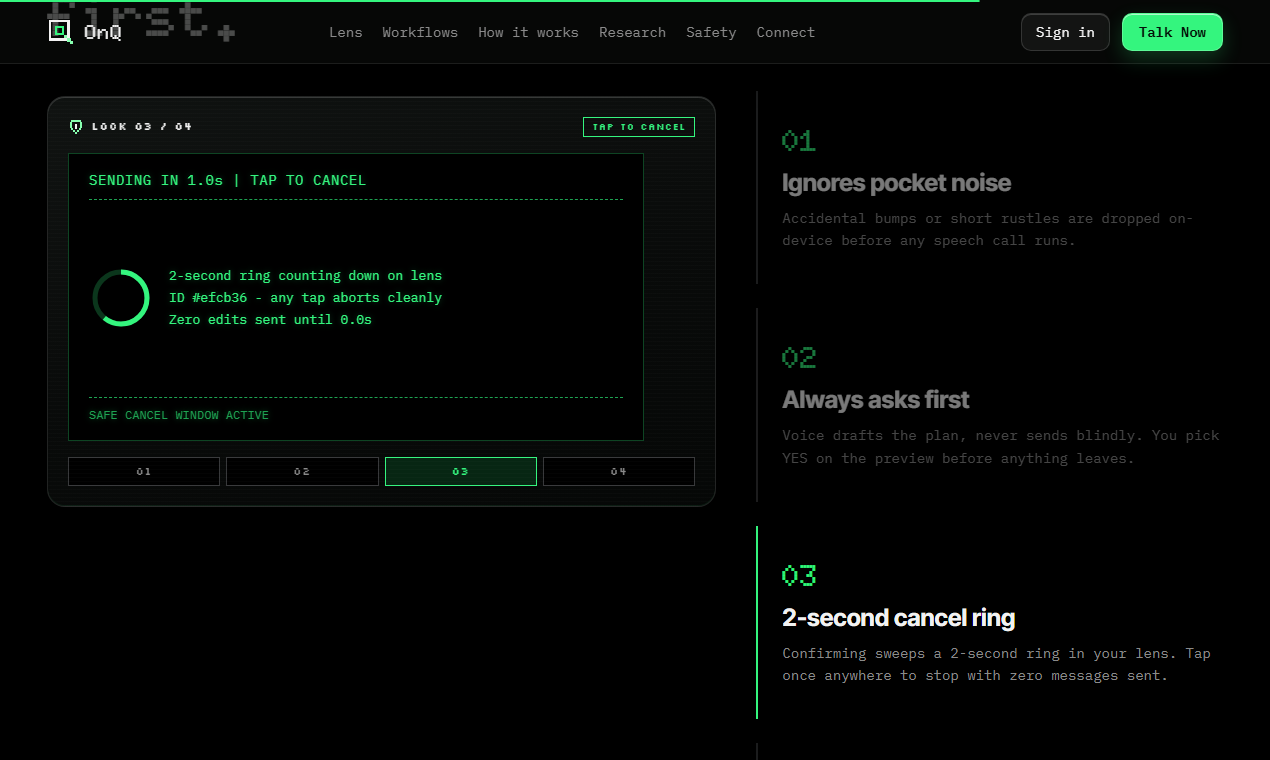 first.
OnQ
Lens Workflows How it works Research Safety Connect
Sign in
Talk Now
LOOK 03 / 04
TAP TO CANCEL
SENDING IN 1.0s | TAP TO CANCEL
2-second ring counting down on lens
ID #efcb36 - any tap aborts cleanly
Zero edits sent until 0.0s
SAFE CANCEL WINDOW ACTIVE
01 02 03 04
01
Ignores pocket noise
Accidental bumps or short rustles are dropped on-
device before any speech call runs.
02
Always asks first
Voice drafts the plan, never sends blindly. You pick
YES on the preview before anything leaves.
03
2-second cancel ring
Confirming sweeps a 2-second ring in your lens. Tap
once anywhere to stop with zero messages sent.